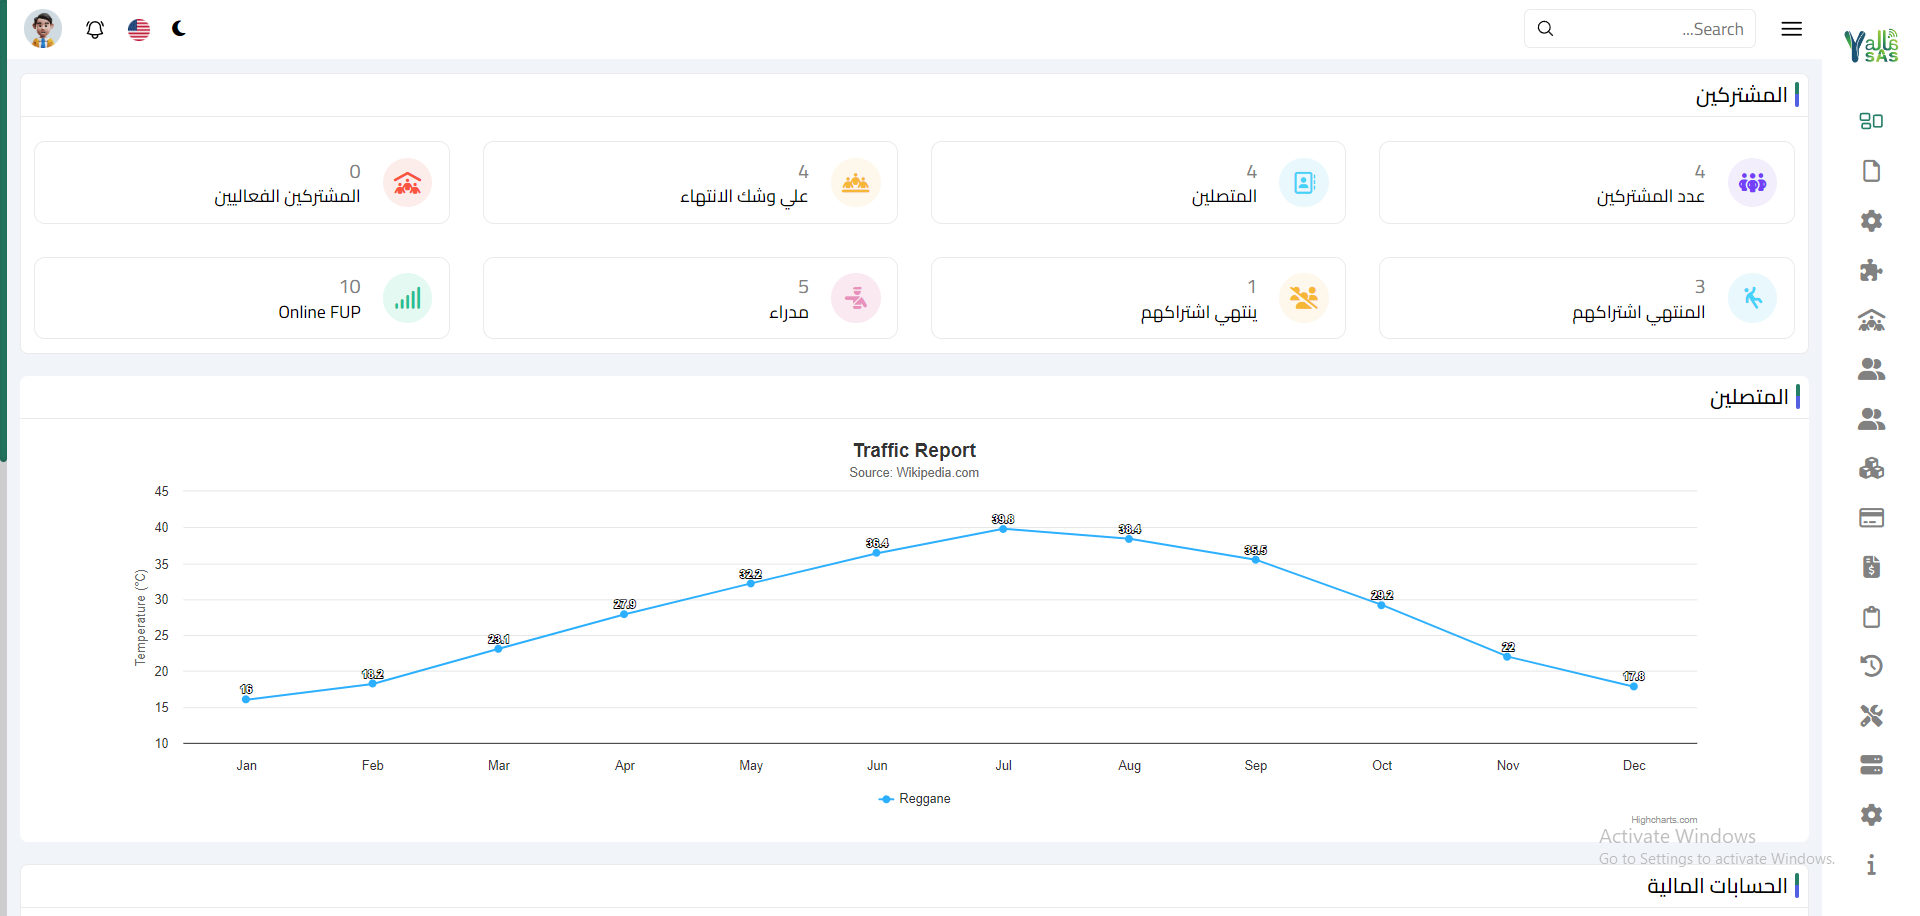 Search...
Yalla
sAs
المشتركين
4
عدد المشتركين
4
المتصلين
4
علي وشك الانتهاء
0
المشتركين الفعاليين
3
المنتهي اشتراكهم
1
ينتهي اشتراكهم
5
مدراء
10
Online FUP
المتصلين
Traffic Report
Source: Wikipedia.com
Temperature (°C)
45
40
35
30
25
20
15
10
16
18.2
23.1
27.9
32.2
36.4
39.8
38.4
35.5
29.2
22
17.8
Jan Feb Mar Apr May Jun Jul Aug Sep Oct Nov Dec
Reggane
Highcharts.com
Activate Windows
Go to Settings to activate Windows.
الحسابات المالية